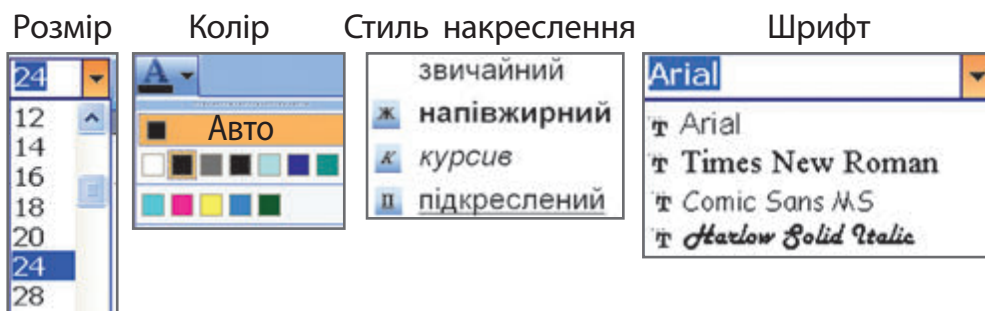 Розмір
24
12
14
16
18
20
24
28
Колір
А
Авто
Стиль накреслення
звичайний
ж напівжирний
К курсив
п підкреслений
Шрифт
Arial
Arial
Times New Roman
Comic Sans MS
Harlow Solid Italic